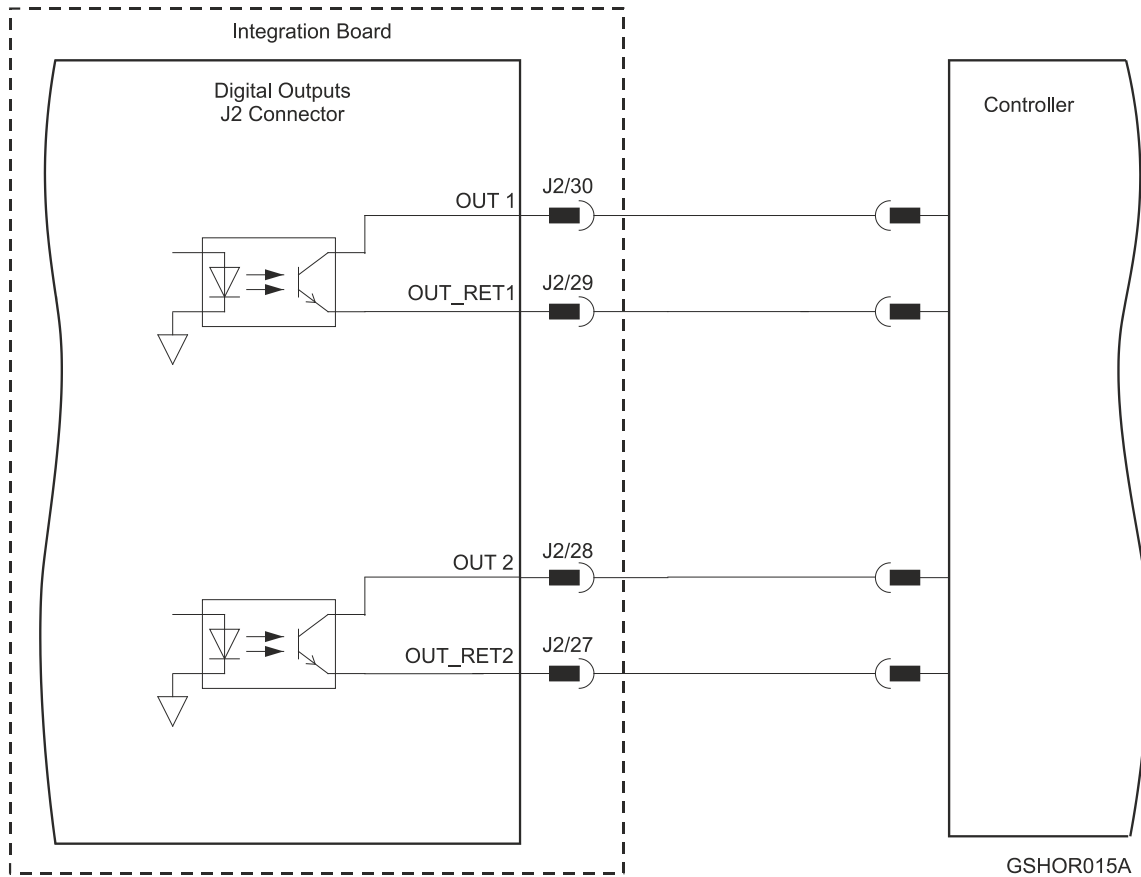 Integration Board
Digital Outputs
J2 Connector
Controller
OUT 1
J2/30
OUT_RET1
J2/29
OUT 2
J2/28
OUT_RET2
J2/27
GSHOR015A